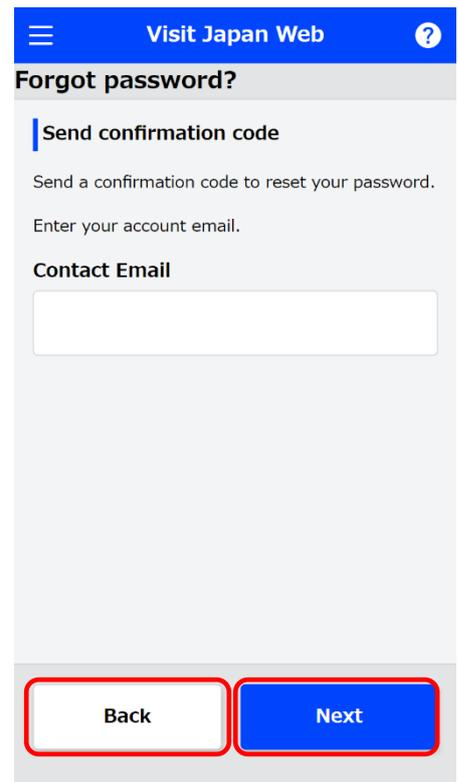 Visit Japan Web ?
Forgot password?
Send confirmation code
Send a confirmation code to reset your password.
Enter your account email.
Contact Email
Back Next